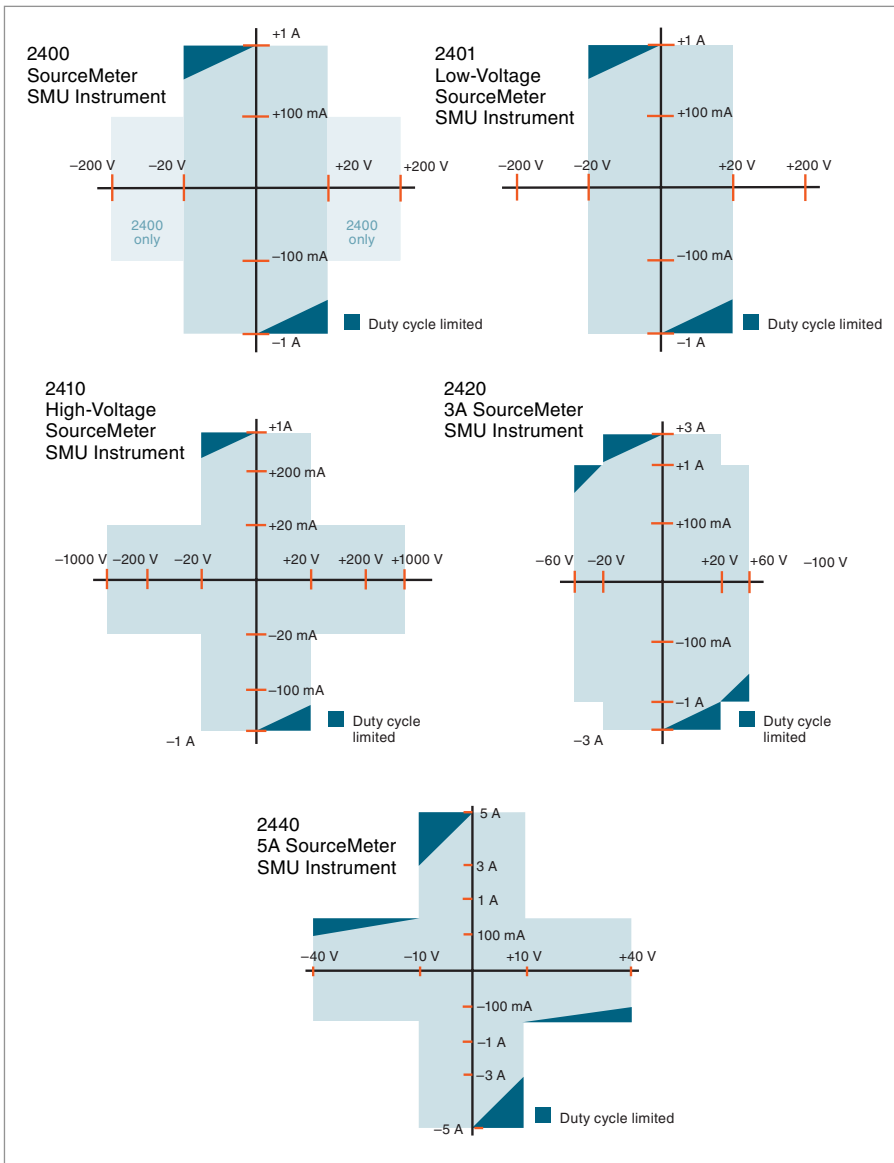 2400
SourceMeter
SMU Instrument
+1 A
+100 mA
–200 V
–20 V
+20 V
+200 V
2400
only
2400
only
–100 mA
Duty cycle limited
–1 A
2401
Low-Voltage
SourceMeter
SMU Instrument
+1 A
+100 mA
–200 V
–20 V
+20 V
+200 V
–100 mA
Duty cycle limited
–1 A
2410
High-Voltage
SourceMeter
SMU Instrument
+1A
+200 mA
+20 mA
–1000 V
–200 V
–20 V
+20 V
+200 V
+1000 V
–20 mA
–100 mA
Duty cycle
limited
–1 A
2420
3A SourceMeter
SMU Instrument
+3 A
+1 A
+100mA
–60 V
–20 V
+20 V
+60 V
–100 V
–100 mA
–1 A
Duty cycle
limited
–3 A
2440
5A SourceMeter
SMU Instrument
5 A
3 A
1 A
100 mA
–40 V
–10 V
+10 V
+40 V
–100 mA
–1 A
–3 A
Duty cycle limited
–5 A